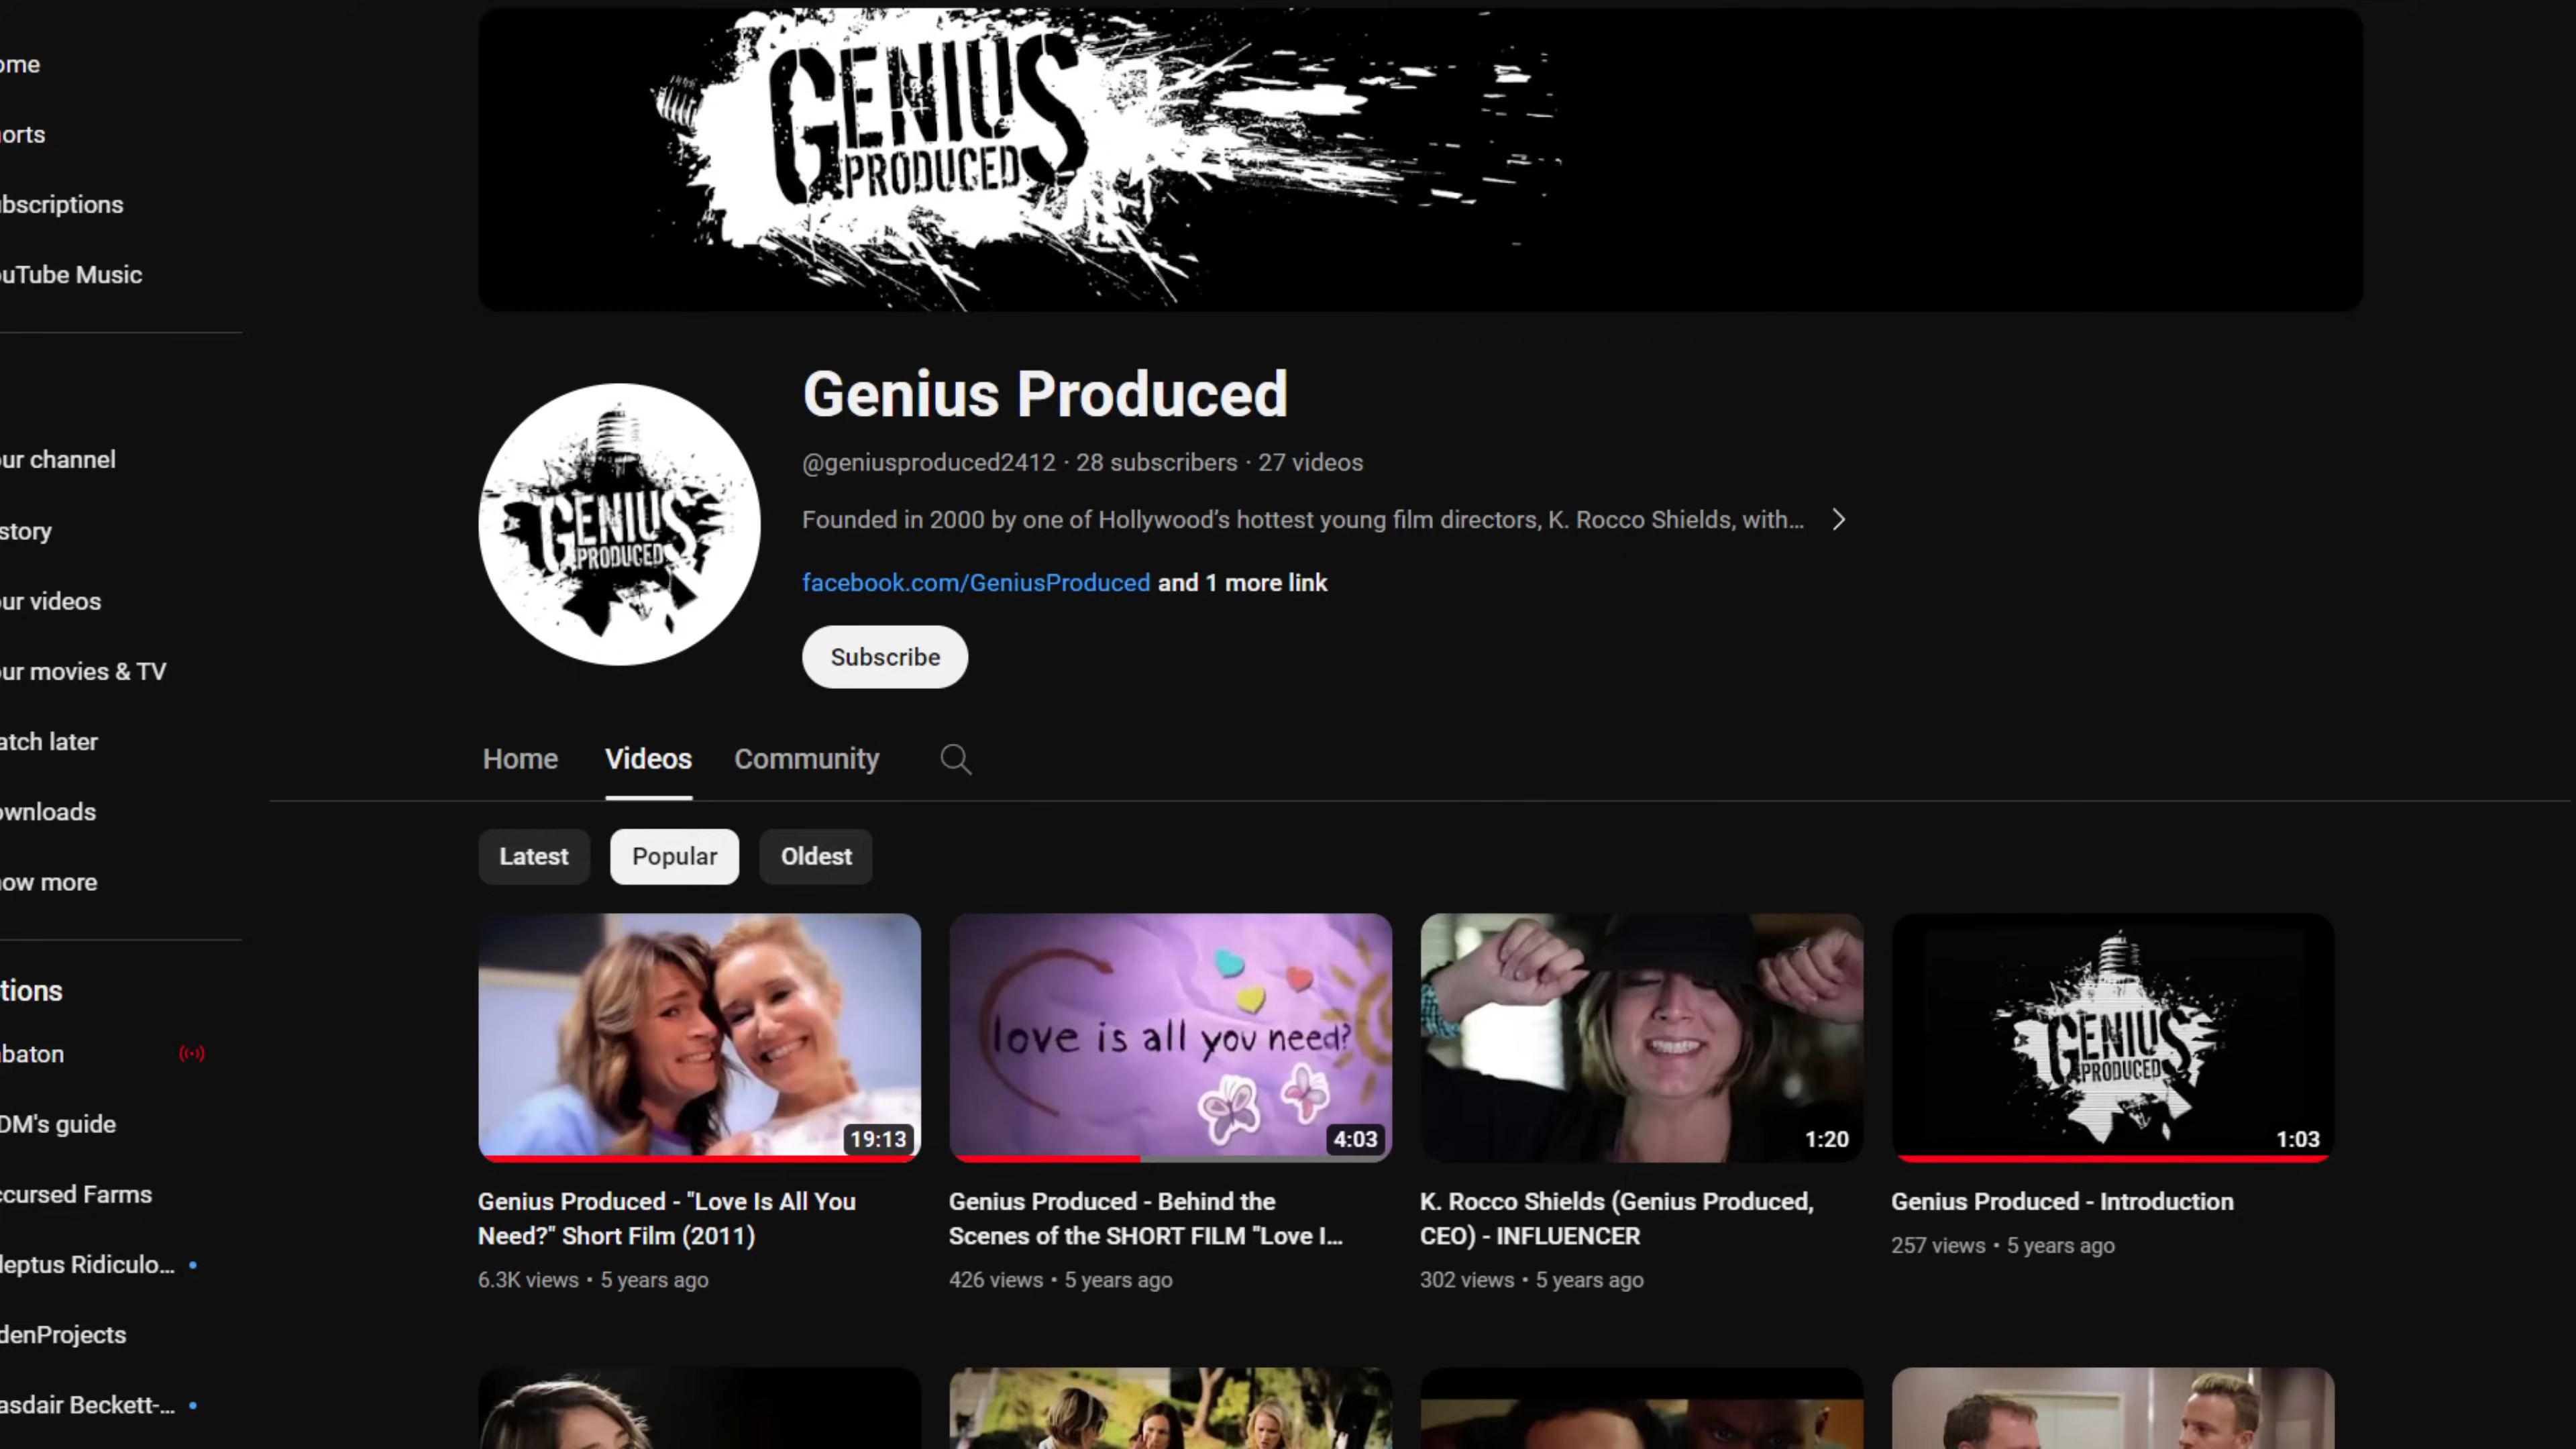 GENIUS
PRODUCED
ome
orts
bscriptions
uTube Music
ur channel
story
ur videos
ur movies & TV
atch later
ownloads
ow more
tions
baton
DM's guide
ccursed Farms
leptus Ridiculo...
denProjects
asdair Beckett-...
GENIUS
PRODUCED
Genius Produced
@geniusproduced2412 · 28 subscribers · 27 videos
Founded in 2000 by one of Hollywood's hottest young film directors, K. Rocco Shields, with...
facebook.com/GeniusProduced and 1 more link
Subscribe
Home Videos Community
Latest Popular Oldest
19:13
love is all you need?
4:03
1:20
GENIUS
PRODUCED
1:03
Genius Produced - "Love Is All You
Need?" Short Film (2011)
6.3K views • 5 years ago
Genius Produced - Behind the
Scenes of the SHORT FILM "Love I...
426 views • 5 years ago
K. Rocco Shields (Genius Produced,
CEO) - INFLUENCER
302 views • 5 years ago
Genius Produced - Introduction
257 views • 5 years ago